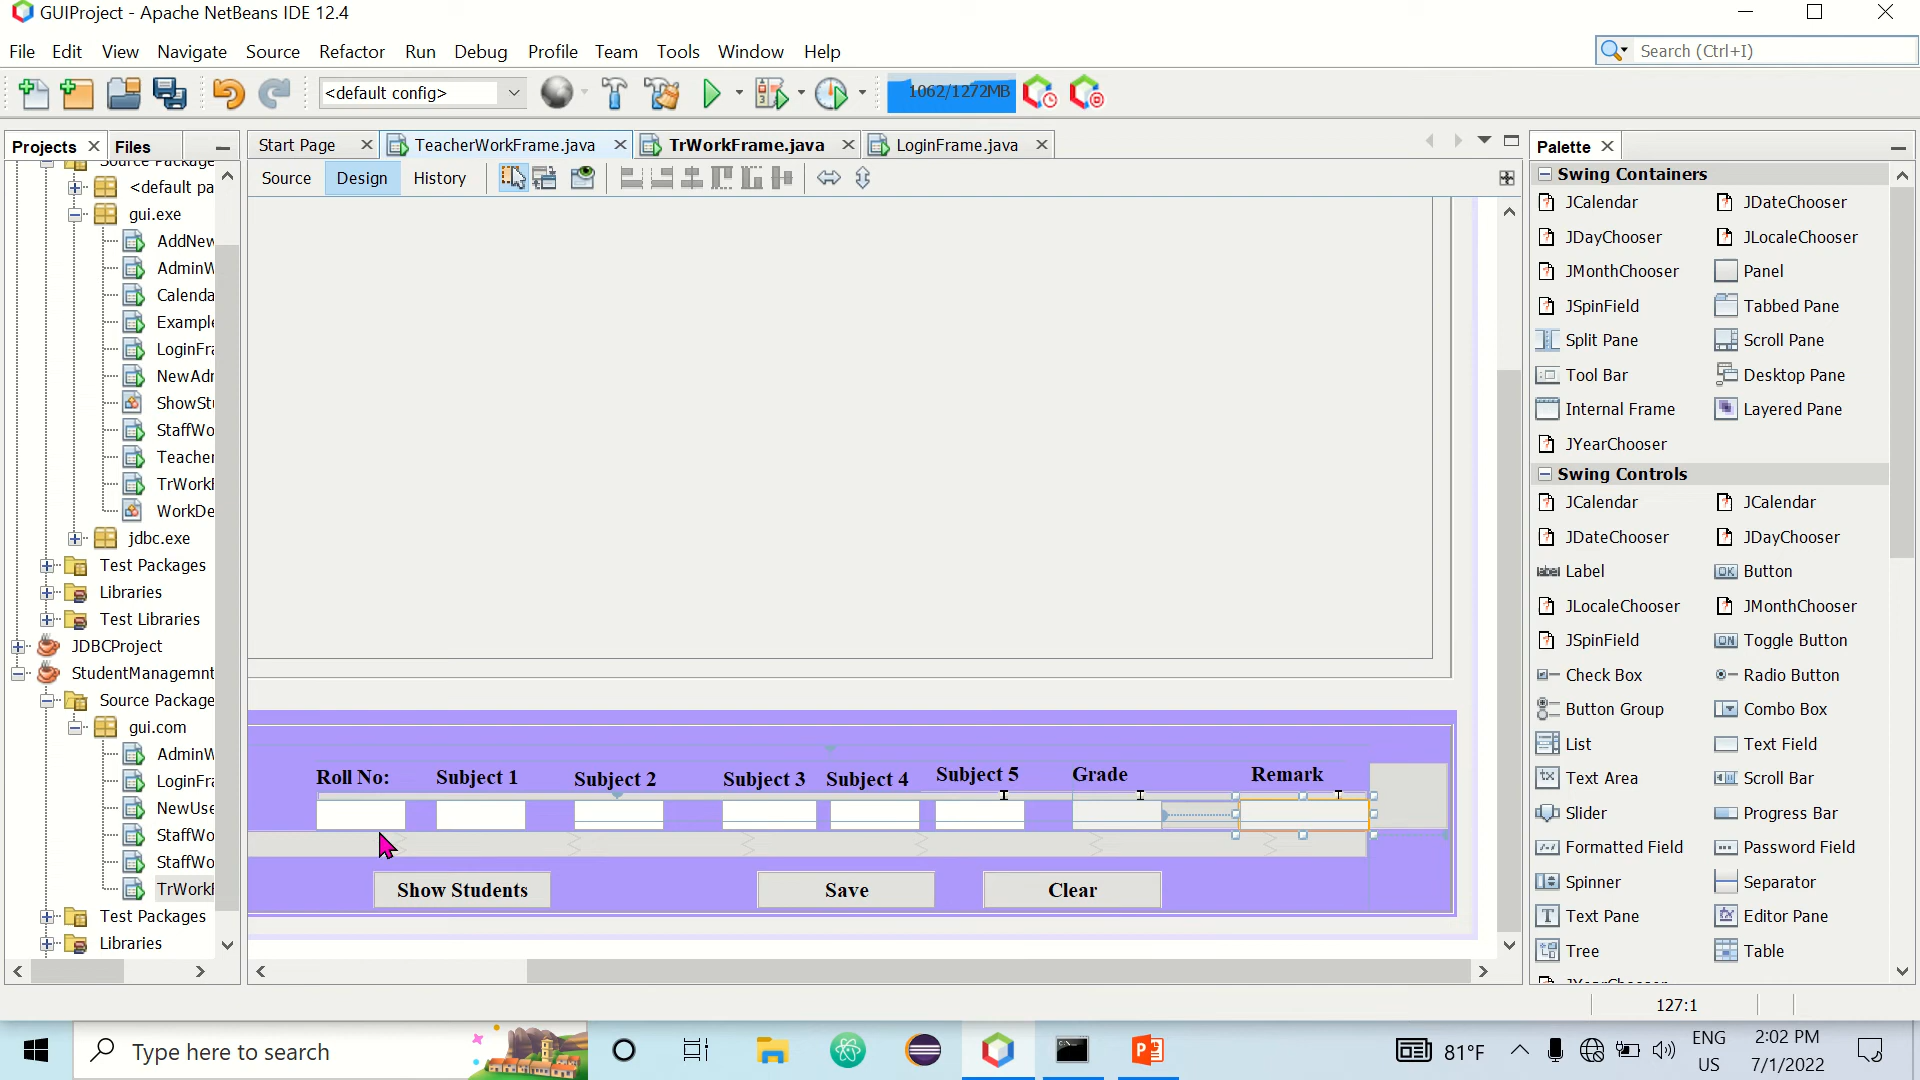 GUIProject - Apache NetBeans IDE 12.4
File Edit View Navigate Source Refactor Run Debug Profile Team Tools Window Help
Search (Ctrl+I)
<default config>
1062/1272MB
Projects Files
Start Page TeacherWorkFrame.java TrWorkFrame.java LoginFrame.java
Source Design History
Source Package
<default pa
gui.exe
AddNew
AdminW
Calenda
Example
LoginFra
NewAdr
ShowStu
StaffWo
Teacher
TrWorkF
WorkDe
jdbc.exe
Test Packages
Libraries
Test Libraries
JDBCProject
StudentManagemnt
Source Package
gui.com
AdminW
LoginFra
NewUse
StaffWo
StaffWo
TrWorkF
Test Packages
Libraries
Roll No: Subject 1 Subject 2 Subject 3 Subject 4 Subject 5 Grade Remark
Show Students Save Clear
Palette
Swing Containers
JCalendar JDateChooser
JDayChooser JLocaleChooser
JMonthChooser Panel
JSpinField Tabbed Pane
Split Pane Scroll Pane
Tool Bar Desktop Pane
Internal Frame Layered Pane
JYearChooser
Swing Controls
JCalendar JCalendar
JDateChooser JDayChooser
label Label OK Button
JLocaleChooser JMonthChooser
JSpinField ON Toggle Button
Check Box Radio Button
Button Group Combo Box
List Text Field
Text Area Scroll Bar
Slider Progress Bar
Formatted Field Password Field
Spinner Separator
Text Pane Editor Pane
Tree Table
JYearChooser
127:1
Type here to search
81°F
ENG
US
2:02 PM
7/1/2022